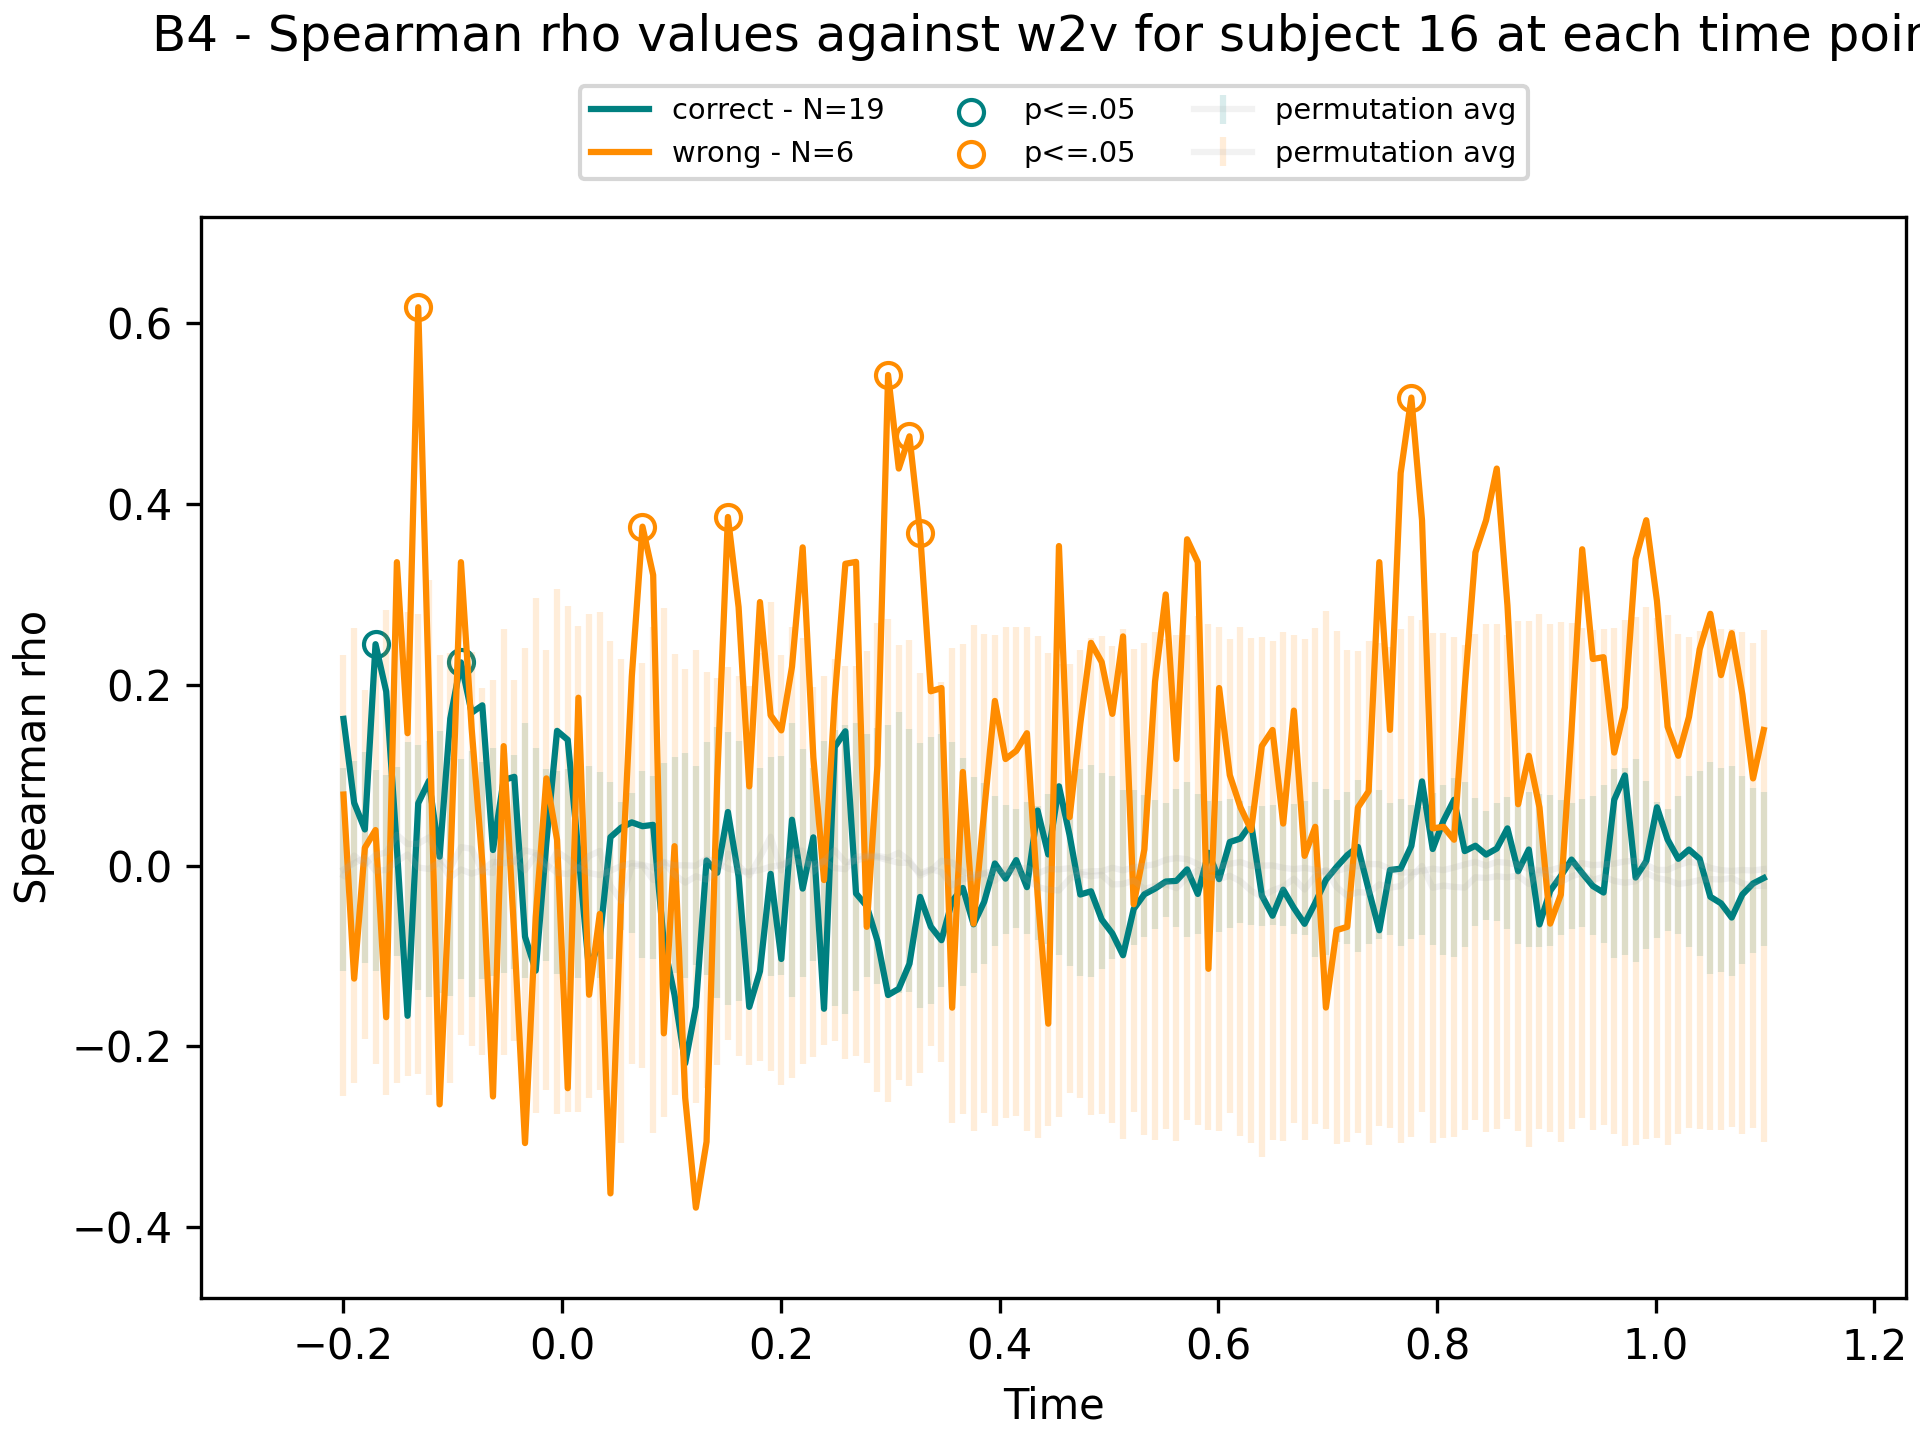 B4 - Spearman rho values against w2v for subject 16 at each time poin
correct - N=19
wrong - N=6
p<=.05
p<=.05
permutation avg
permutation avg
Spearman rho
0.6
0.4
0.2
0.0
−0.2
−0.4
−0.2 0.0 0.2 0.4 0.6 0.8 1.0 1.2
Time